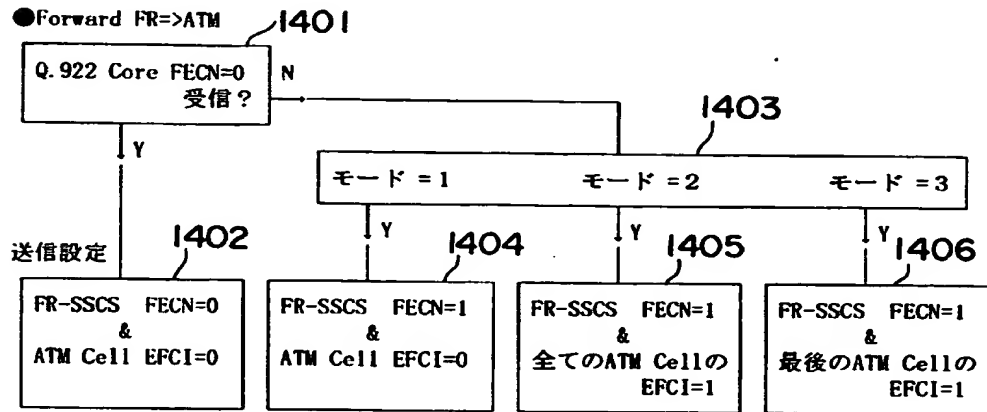 ●Forward FR=>ATM
1401
Q.922 Core FECN=0
受信?
N
Y
1403
モード =1
モード =2
モード =3
Y
Y
Y
送信設定
1402
FR-SSCS FECN=0
&
ATM Cell EFCI=0
1404
FR-SSCS FECN=1
&
ATM Cell EFCI=0
1405
FR-SSCS FECN=1
&
全てのATM Cellの
EFCI=1
1406
FR-SSCS FECN=1
&
最後のATM Cellの
EFCI=1